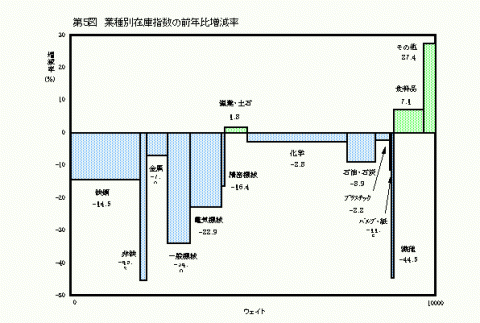 第5図 業種別在庫指数の前年比増減率
増減率
(%)
30
20
10
0
-10
-20
-30
-40
-50
その他
27.4
食料品
7.1
窯業・土石
1.8
化学
-2.8
石油・石炭
-8.9
プラスチック
-2.2
パルプ・紙
繊維
-44.5
精密機械
-16.4
電気機械
-22.9
一般機械
金属
非鉄
鉄鋼
-14.5
0
10000
ウェイト